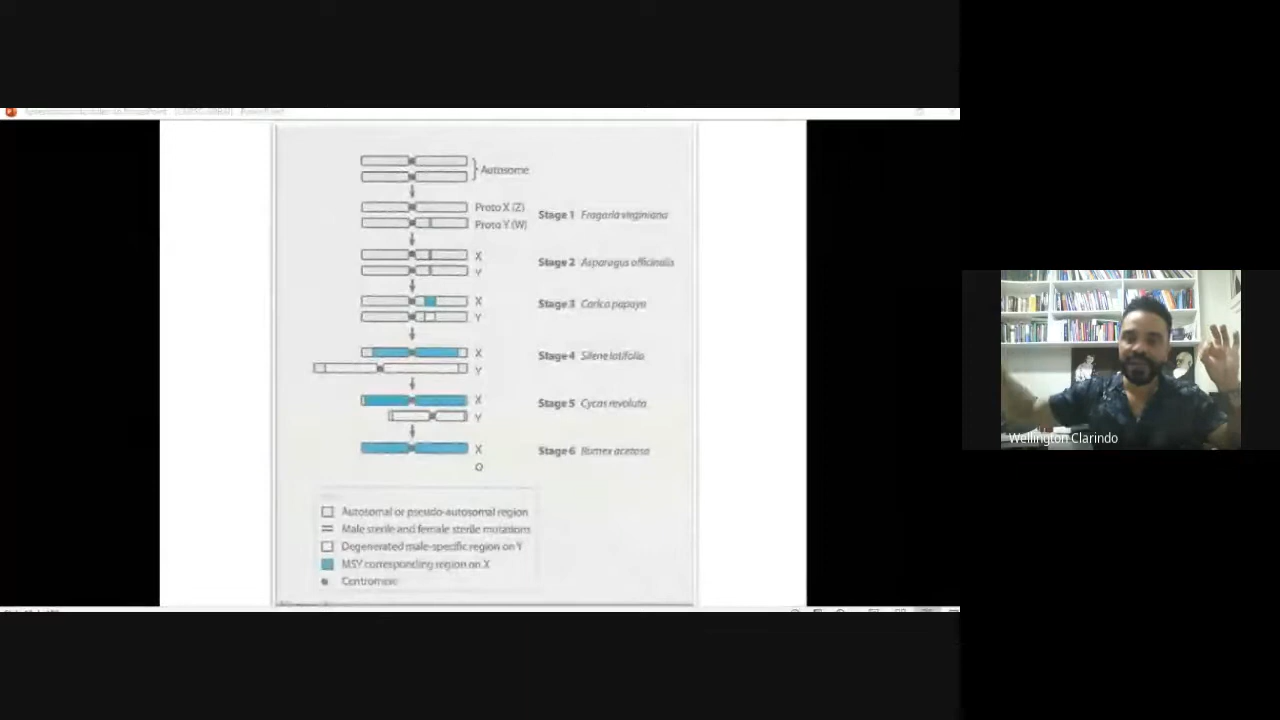 Autosome
Proto X (Z)
Proto Y (W)
Stage 1 Fragaria virginiana
X
Y
Stage 2 Asparagus officinalis
X
Y
Stage 3 Carica papaya
X
Y
Stage 4 Silene latifolia
X
Y
Stage 5 Cycas revoluta
X
O
Stage 6 Rumex acetosa
Autosomal or pseudo-autosomal region
Male sterile and female sterile mutations
Degenerated male-specific region on Y
MSY corresponding region on X
Centromere
Wellington Clarindo